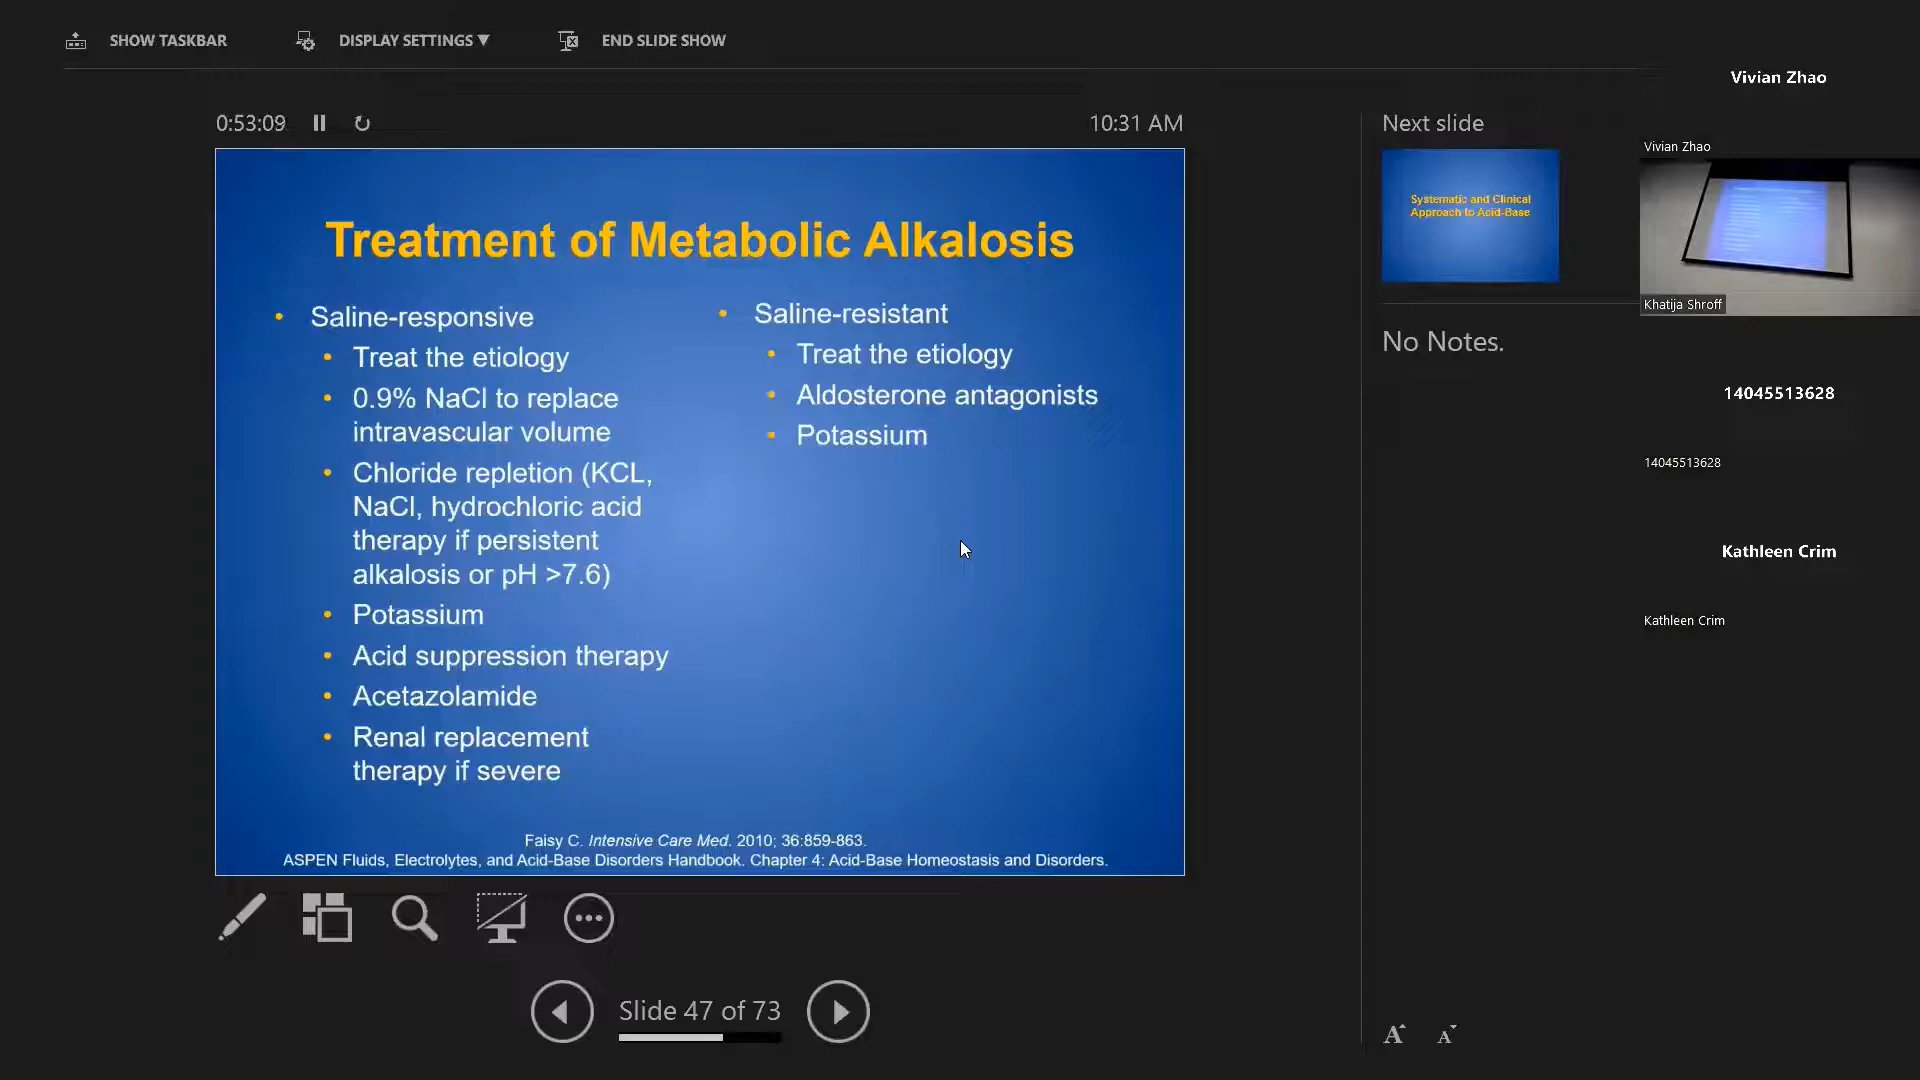 SHOW TASKBAR
DISPLAY SETTINGS ▼
END SLIDE SHOW
Vivian Zhao
0:53:09
10:31 AM
Next slide
Vivian Zhao
Treatment of Metabolic Alkalosis
• Saline-responsive
• Treat the etiology
• 0.9% NaCl to replace
intravascular volume
• Chloride repletion (KCL,
NaCl, hydrochloric acid
therapy if persistent
alkalosis or pH >7.6)
• Potassium
• Acid suppression therapy
• Acetazolamide
• Renal replacement
therapy if severe
• Saline-resistant
• Treat the etiology
• Aldosterone antagonists
• Potassium
Faisy C. Intensive Care Med. 2010; 36:859-863.
ASPEN Fluids, Electrolytes, and Acid-Base Disorders Handbook. Chapter 4: Acid-Base Homeostasis and Disorders.
Systematic and Clinical
Approach to Acid-Base
Khatija Shroff
No Notes.
14045513628
14045513628
Kathleen Crim
Kathleen Crim
Slide 47 of 73
A
A